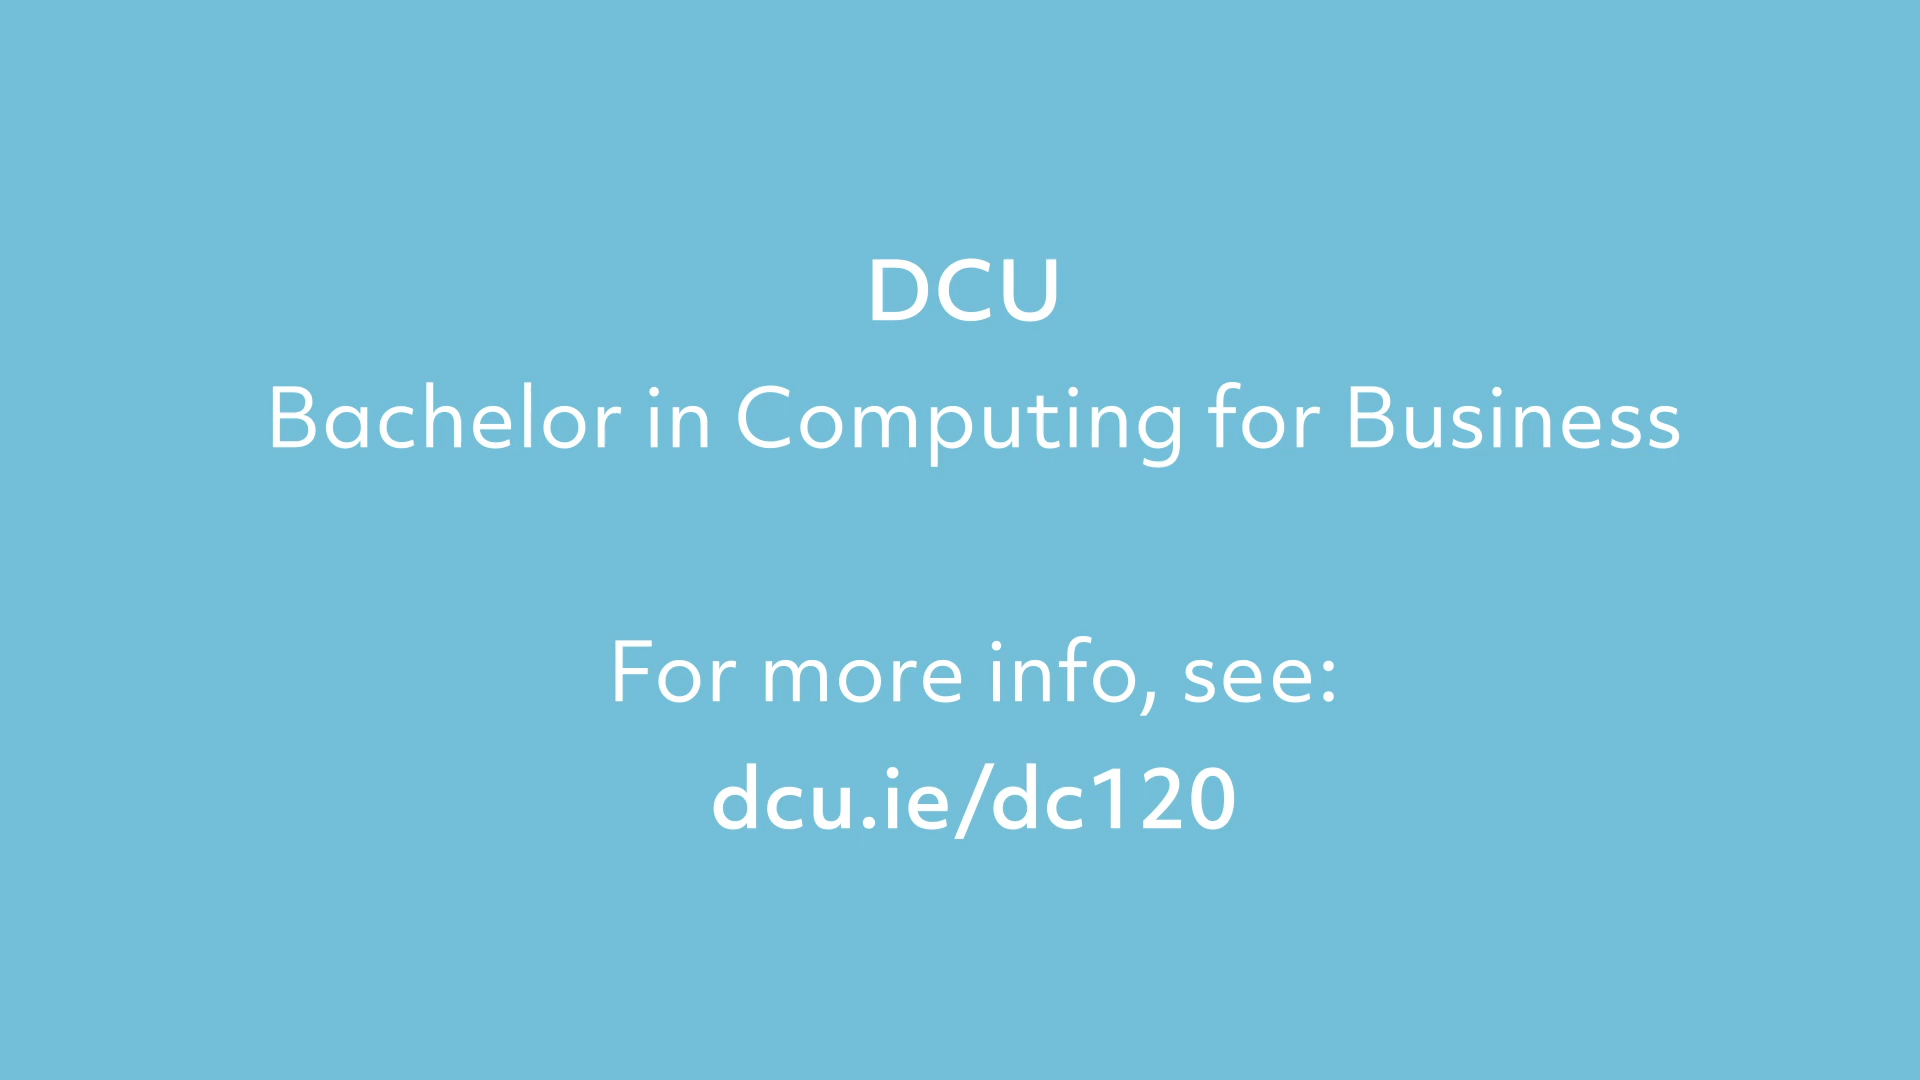 DCU
Bachelor in Computing for Business
For more info, see:
dcu.ie/dc120